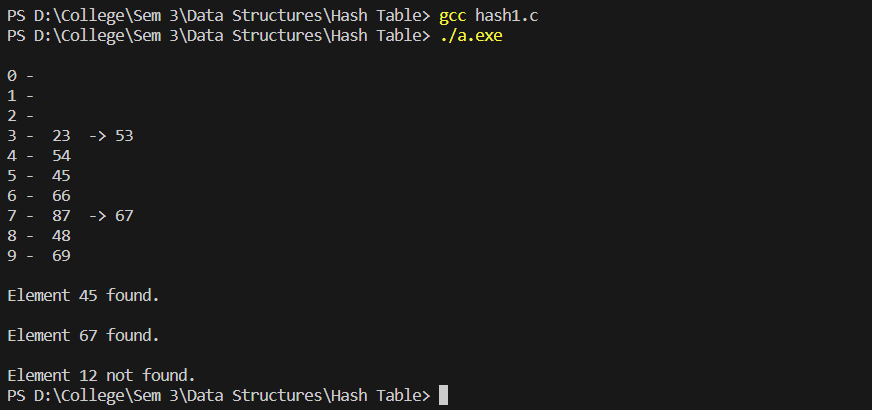 PS D:\College\Sem 3\Data Structures\Hash Table> gcc hash1.c
PS D:\College\Sem 3\Data Structures\Hash Table> ./a.exe
0 -
1 -
2 -
3 -  23  -> 53
4 -  54
5 -  45
6 -  66
7 -  87  -> 67
8 -  48
9 -  69
Element 45 found.
Element 67 found.
Element 12 not found.
PS D:\College\Sem 3\Data Structures\Hash Table>